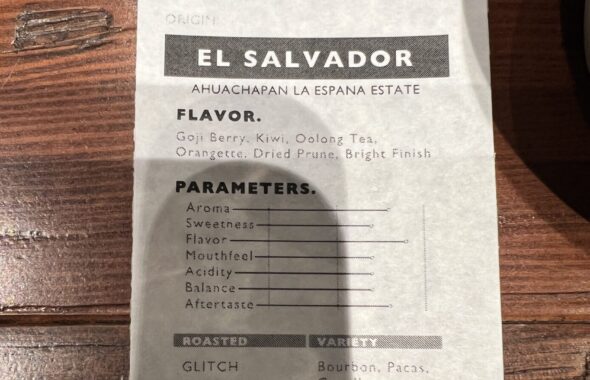 ORIGIN
EL SALVADOR
AHUACHAPAN LA ESPANA ESTATE
FLAVOR.
Goji Berry, Kiwi, Oolong Tea,
Orangette, Dried Prune, Bright Finish
PARAMETERS.
Aroma
Sweetness
Flavor
Mouthfeel
Acidity
Balance
Aftertaste
ROASTED VARIETY
GLITCH Bourbon, Pacas,